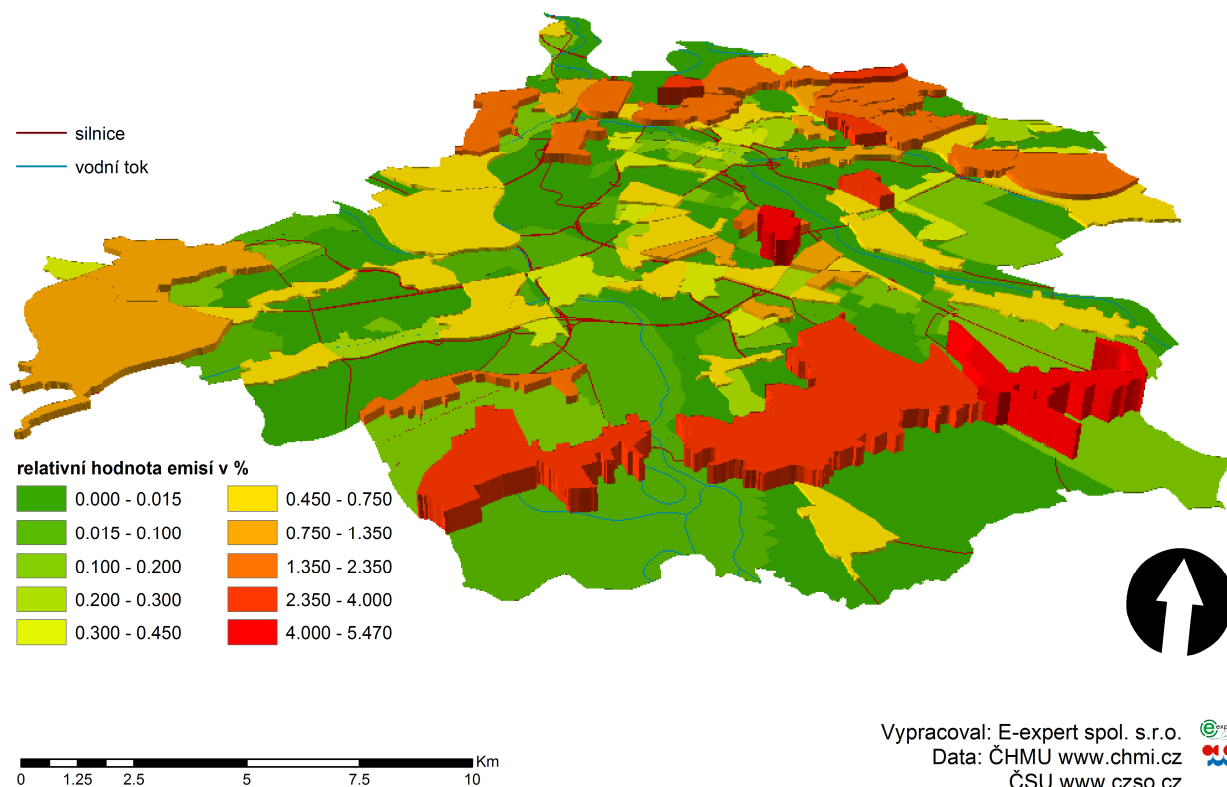 silnice
vodní tok
relativní hodnota emisí v %
0.000 - 0.015
0.015 - 0.100
0.100 - 0.200
0.200 - 0.300
0.300 - 0.450
0.450 - 0.750
0.750 - 1.350
1.350 - 2.350
2.350 - 4.000
4.000 - 5.470
Km
0 1.25 2.5 5 7.5 10
Vypracoval: E-expert spol. s.r.o.
Data: ČHMU www.chmi.cz
ČSU www.czso.cz